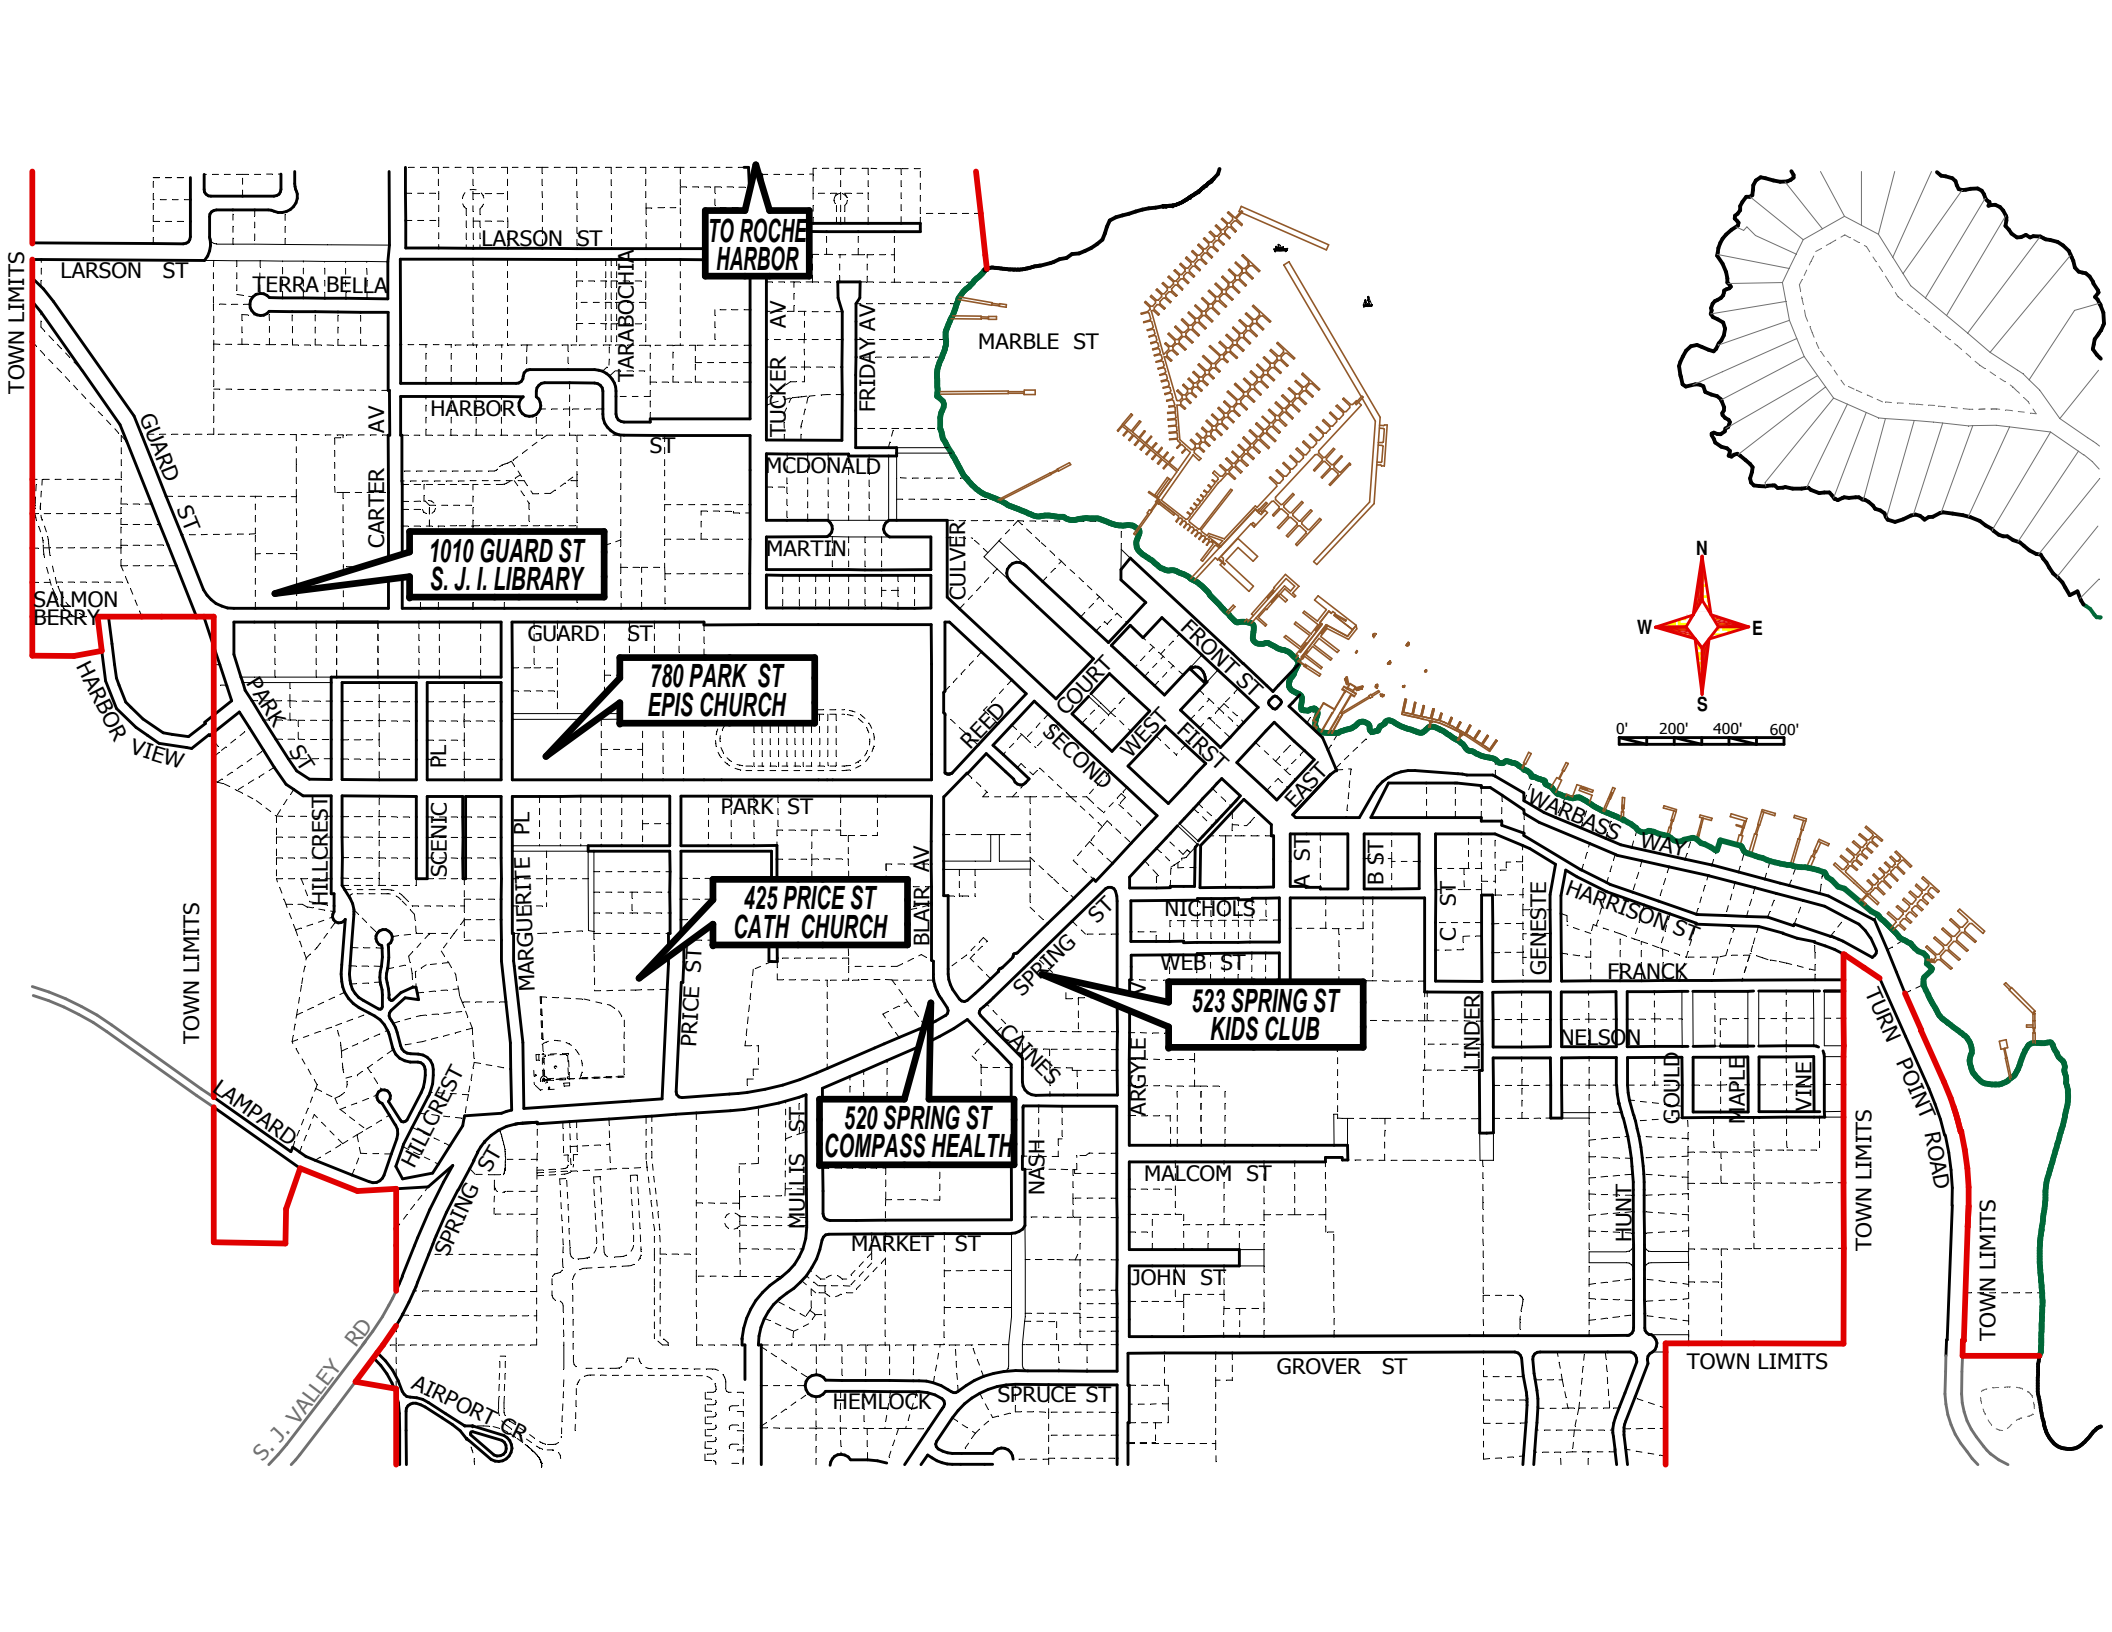 TO ROCHE
HARBOR
LARSON ST
LARSON ST
TERRA BELLA
TOWN LIMITS
TARABOCHIA
TUCKER AV
FRIDAY AV
MARBLE ST
HARBOR
ST
GUARD ST
CARTER AV
MCDONALD
MARTIN
CULVER
1010 GUARD ST
S. J. I. LIBRARY
SALMON
BERRY
GUARD ST
780 PARK ST
EPIS CHURCH
HARBOR VIEW
PARK ST
PL
SCENIC
HILLCREST
MARGUERITE PL
PARK ST
REED
COURT
WEST
FRONT ST
FIRST
SECOND
EAST
N
W
E
S
0'
200'
400'
600'
WARBASS WAY
HARRISON ST
A ST
B ST
C ST
GENESTE
NICHOLS
WEB ST
BLAIR AV
425 PRICE ST
CATH CHURCH
PRICE ST
SPRING ST
523 SPRING ST
KIDS CLUB
CAINES
ARGYLE
V
LINDER
FRANCK
NELSON
GOULD
MAPLE
VINE
TURN POINT ROAD
TOWN LIMITS
LAMPARD
HILLCREST
SPRING ST
MULLIS ST
520 SPRING ST
COMPASS HEALTH
NASH
MARKET ST
MALCOM ST
JOHN ST
HUNT
TOWN LIMITS
TOWN LIMITS
TOWN LIMITS
GROVER ST
SPRUCE ST
HEMLOCK
AIRPORT CR
S. J. VALLEY RD